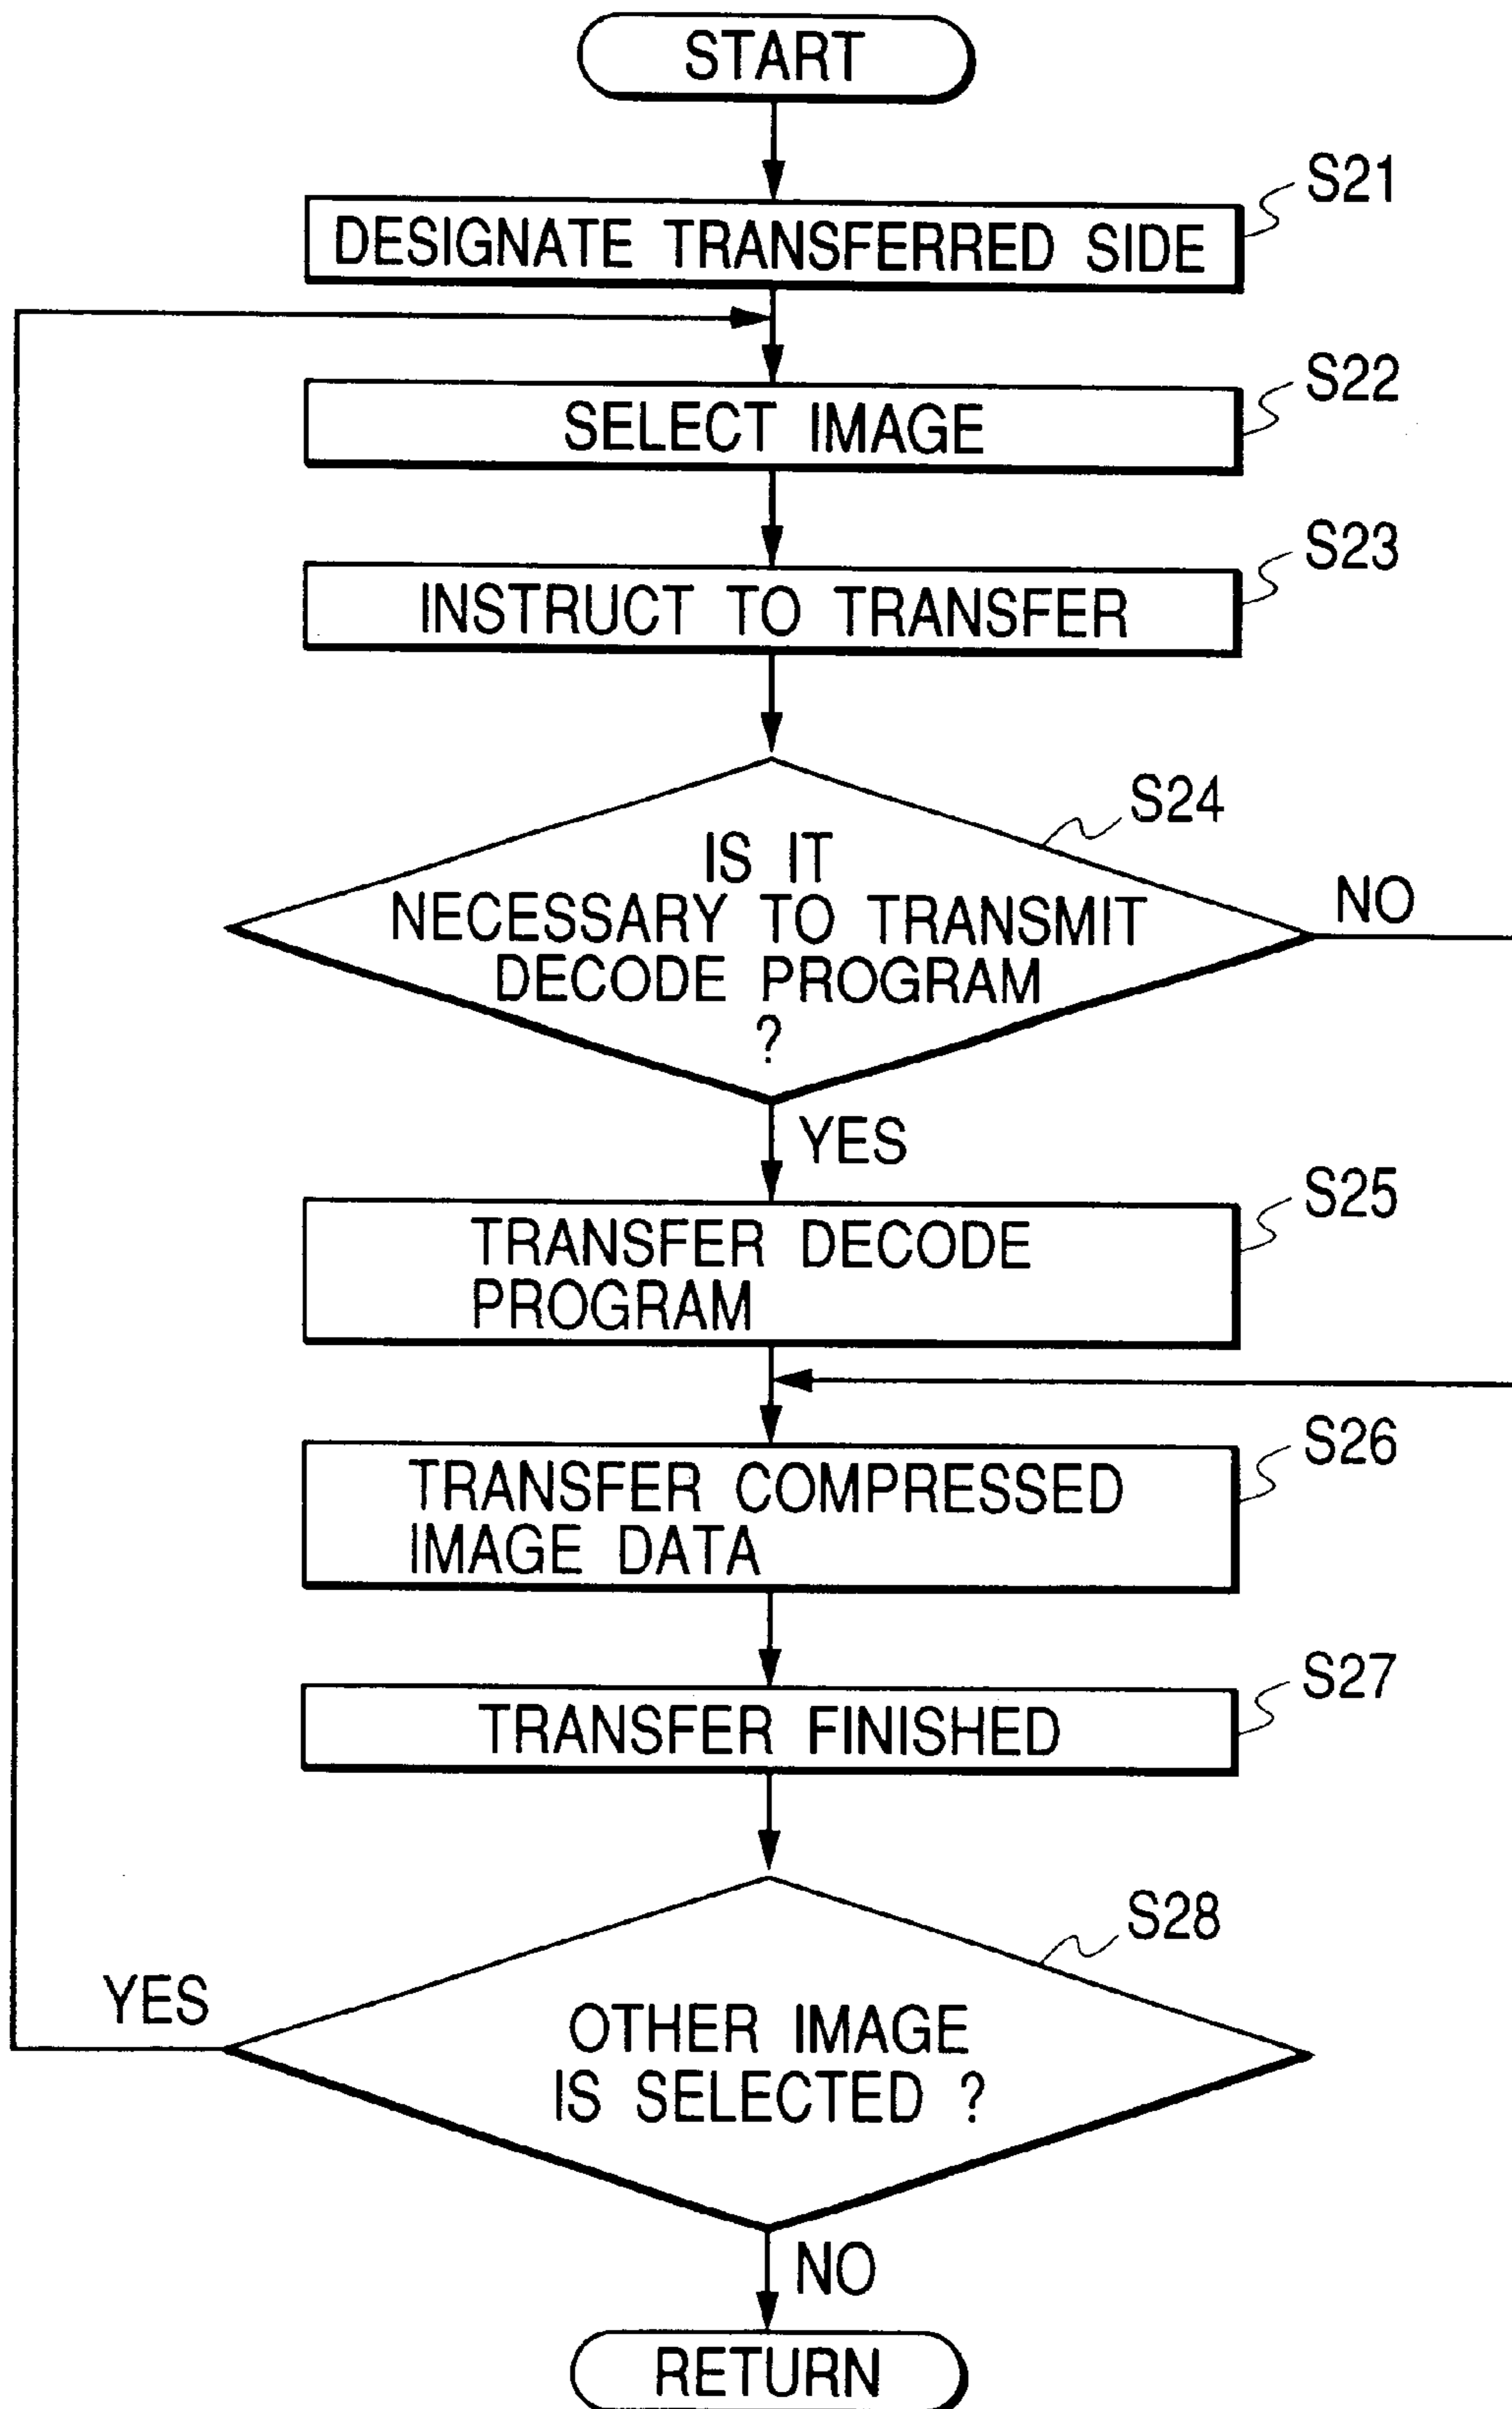 START
S21
DESIGNATE TRANSFERRED SIDE
S22
SELECT IMAGE
S23
INSTRUCT TO TRANSFER
S24
IS IT
NECESSARY TO TRANSMIT
DECODE PROGRAM
?
NO
YES
S25
TRANSFER DECODE
PROGRAM
S26
TRANSFER COMPRESSED
IMAGE DATA
S27
TRANSFER FINISHED
S28
YES
OTHER IMAGE
IS SELECTED ?
NO
RETURN